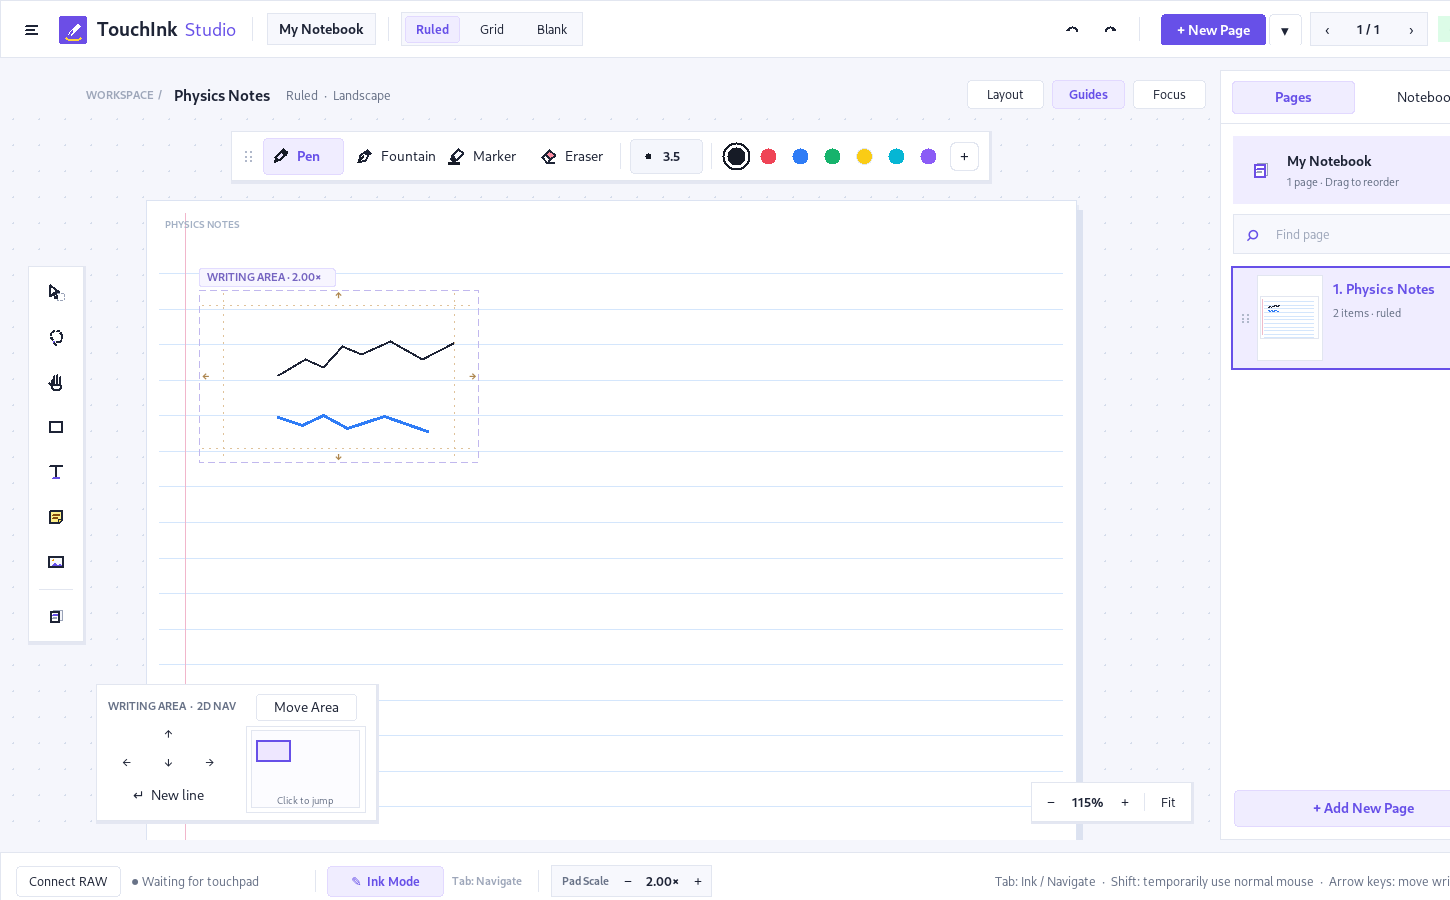 TouchInk Studio
My Notebook
Ruled Grid Blank
+ New Page ▾
‹ 1 / 1 ›
WORKSPACE / Physics Notes Ruled · Landscape
Layout Guides Focus
Pen Fountain Marker Eraser 3.5 +
PHYSICS NOTES
WRITING AREA · 2.00×
WRITING AREA · 2D NAV Move Area
↑
← ↓ →
↵ New line
Click to jump
− 115% + Fit
Pages Noteboo
My Notebook
1 page · Drag to reorder
Find page
1. Physics Notes
2 items · ruled
+ Add New Page
Connect RAW ● Waiting for touchpad
✎ Ink Mode Tab: Navigate
Pad Scale − 2.00× +
Tab: Ink / Navigate · Shift: temporarily use normal mouse · Arrow keys: move wri